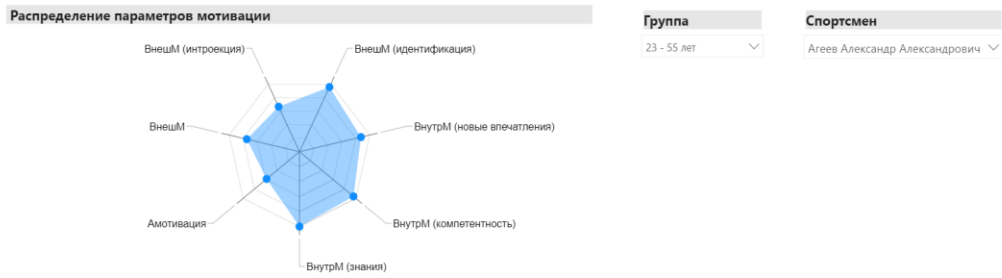 Распределение параметров мотивации
Группа
Спортсмен
23 - 55 лет
Агеев Александр Александрович
ВнешМ (интроекция)
ВнешМ (идентификация)
ВнешМ
ВнутрМ (новые впечатления)
Амотивация
ВнутрМ (компетентность)
ВнутрМ (знания)